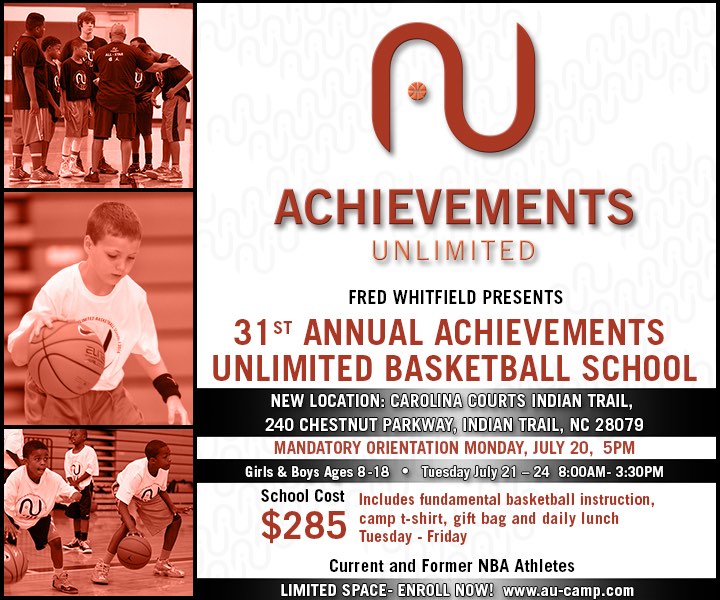 ACHIEVEMENTS
UNLIMITED
FRED WHITFIELD PRESENTS
31ST ANNUAL ACHIEVEMENTS
UNLIMITED BASKETBALL SCHOOL
NEW LOCATION: CAROLINA COURTS INDIAN TRAIL,
240 CHESTNUT PARKWAY, INDIAN TRAIL, NC 28079
MANDATORY ORIENTATION MONDAY, JULY 20, 5PM
Girls & Boys Ages 8-18 • Tuesday July 21 – 24 8:00AM- 3:30PM
School Cost
$285
Includes fundamental basketball instruction,
camp t-shirt, gift bag and daily lunch
Tuesday - Friday
Current and Former NBA Athletes
LIMITED SPACE- ENROLL NOW! www.au-camp.com